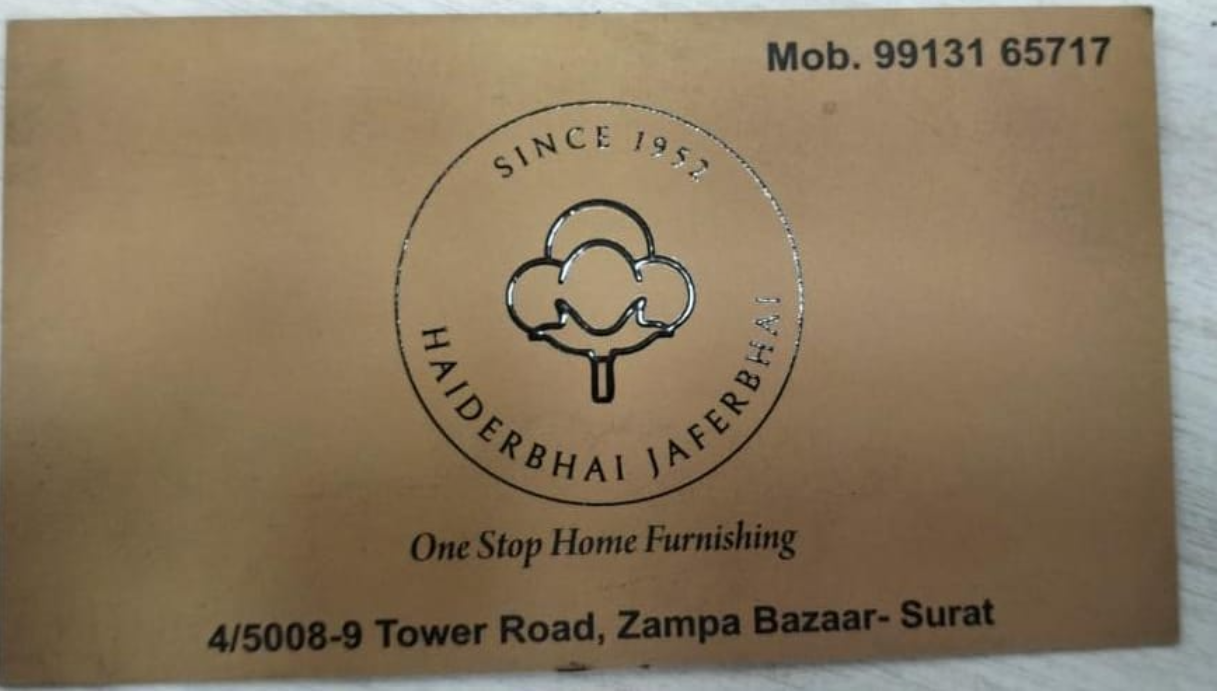 Mob. 99131 65717
SINCE 1952
HAIDERBHAI JAFERBHAI
One Stop Home Furnishing
4/5008-9 Tower Road, Zampa Bazaar- Surat